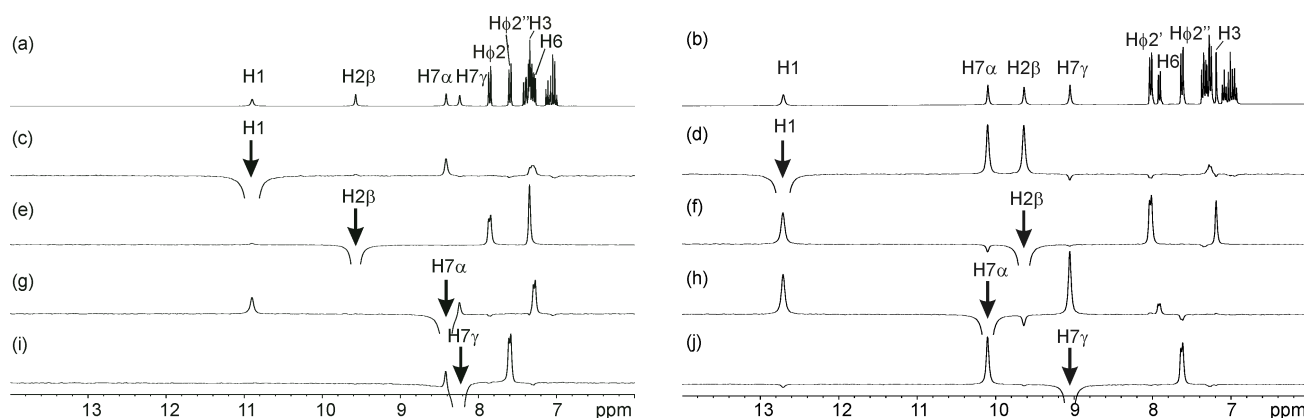 (a)
H1
H2β
H7α
H7γ
Hϕ2'
Hϕ2''
H3
H6
(c)
H1
(e)
H2β
(g)
H7α
(i)
H7γ
13 12 11 10 9 8 7 ppm
(b)
H1
H7α
H2β
H7γ
Hϕ2'
H6
Hϕ2''
H3
(d)
H1
(f)
H2β
(h)
H7α
(j)
H7γ
13 12 11 10 9 8 7 ppm